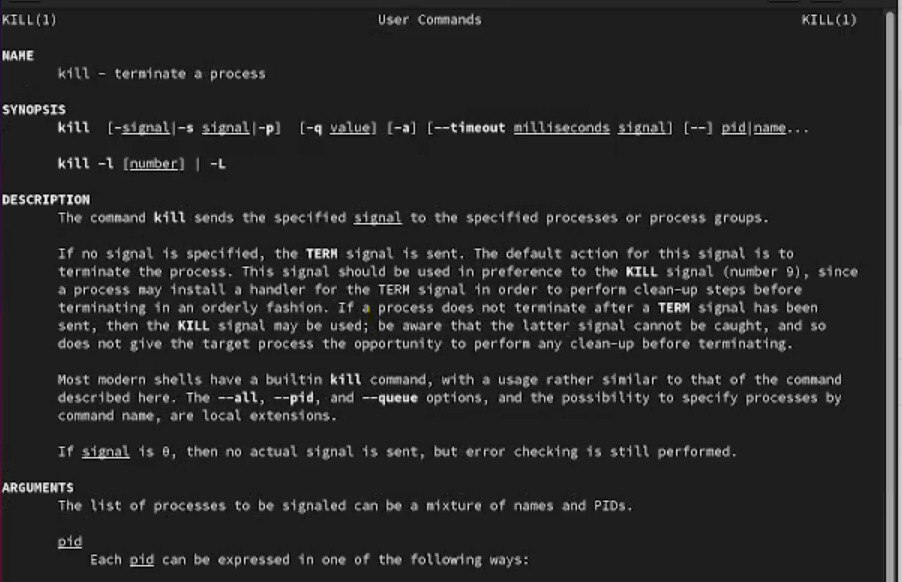 KILL(1) User Commands KILL(1)
NAME
kill - terminate a process
SYNOPSIS
kill [-signal|-s signal|-p] [-q value] [-a] [--timeout milliseconds signal] [--] pid|name...
kill -l [number] | -L
DESCRIPTION
The command kill sends the specified signal to the specified processes or process groups.
If no signal is specified, the TERM signal is sent. The default action for this signal is to
terminate the process. This signal should be used in preference to the KILL signal (number 9), since
a process may install a handler for the TERM signal in order to perform clean-up steps before
terminating in an orderly fashion. If a process does not terminate after a TERM signal has been
sent, then the KILL signal may be used; be aware that the latter signal cannot be caught, and so
does not give the target process the opportunity to perform any clean-up before terminating.
Most modern shells have a builtin kill command, with a usage rather similar to that of the command
described here. The --all, --pid, and --queue options, and the possibility to specify processes by
command name, are local extensions.
If signal is 0, then no actual signal is sent, but error checking is still performed.
ARGUMENTS
The list of processes to be signaled can be a mixture of names and PIDs.
pid
Each pid can be expressed in one of the following ways: